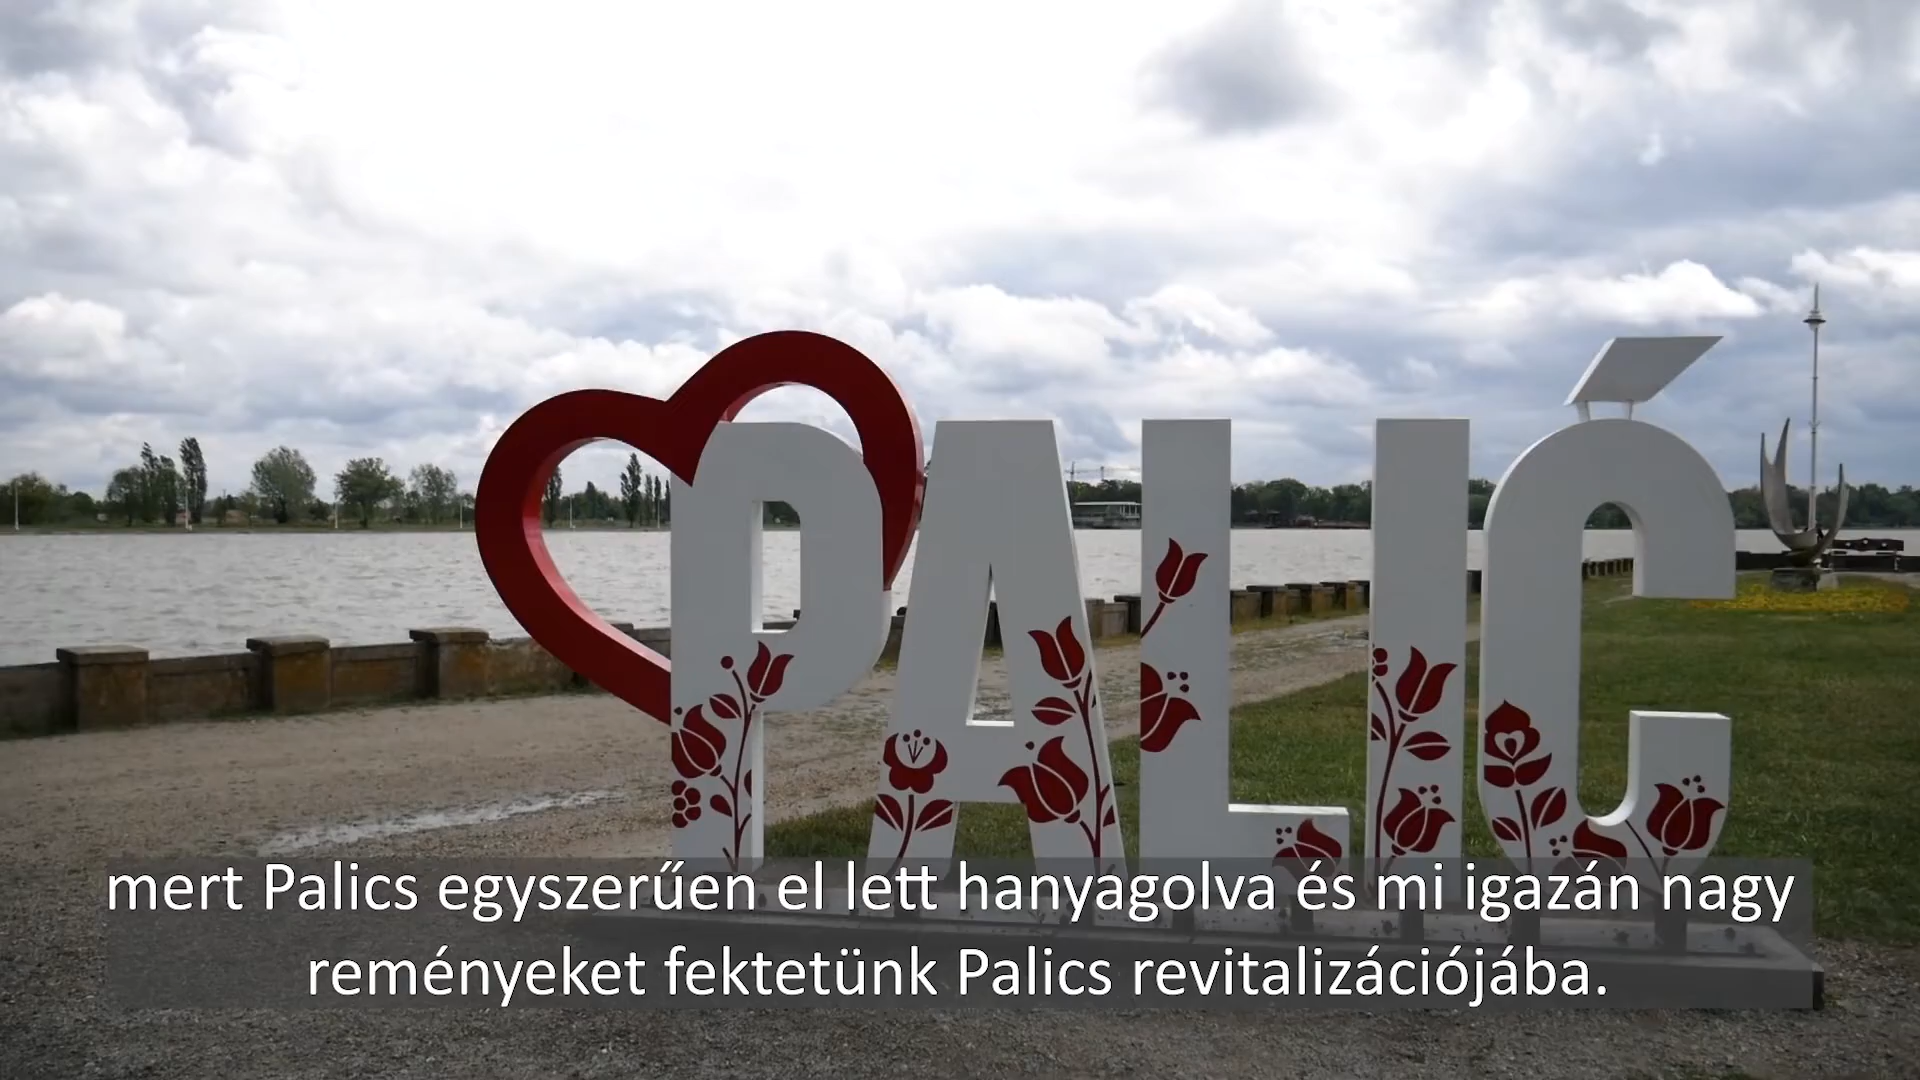 PALIĆ
mert Palics egyszerűen el lett hanyagolva és mi igazán nagy
reményeket fektetünk Palics revitalizációjába.